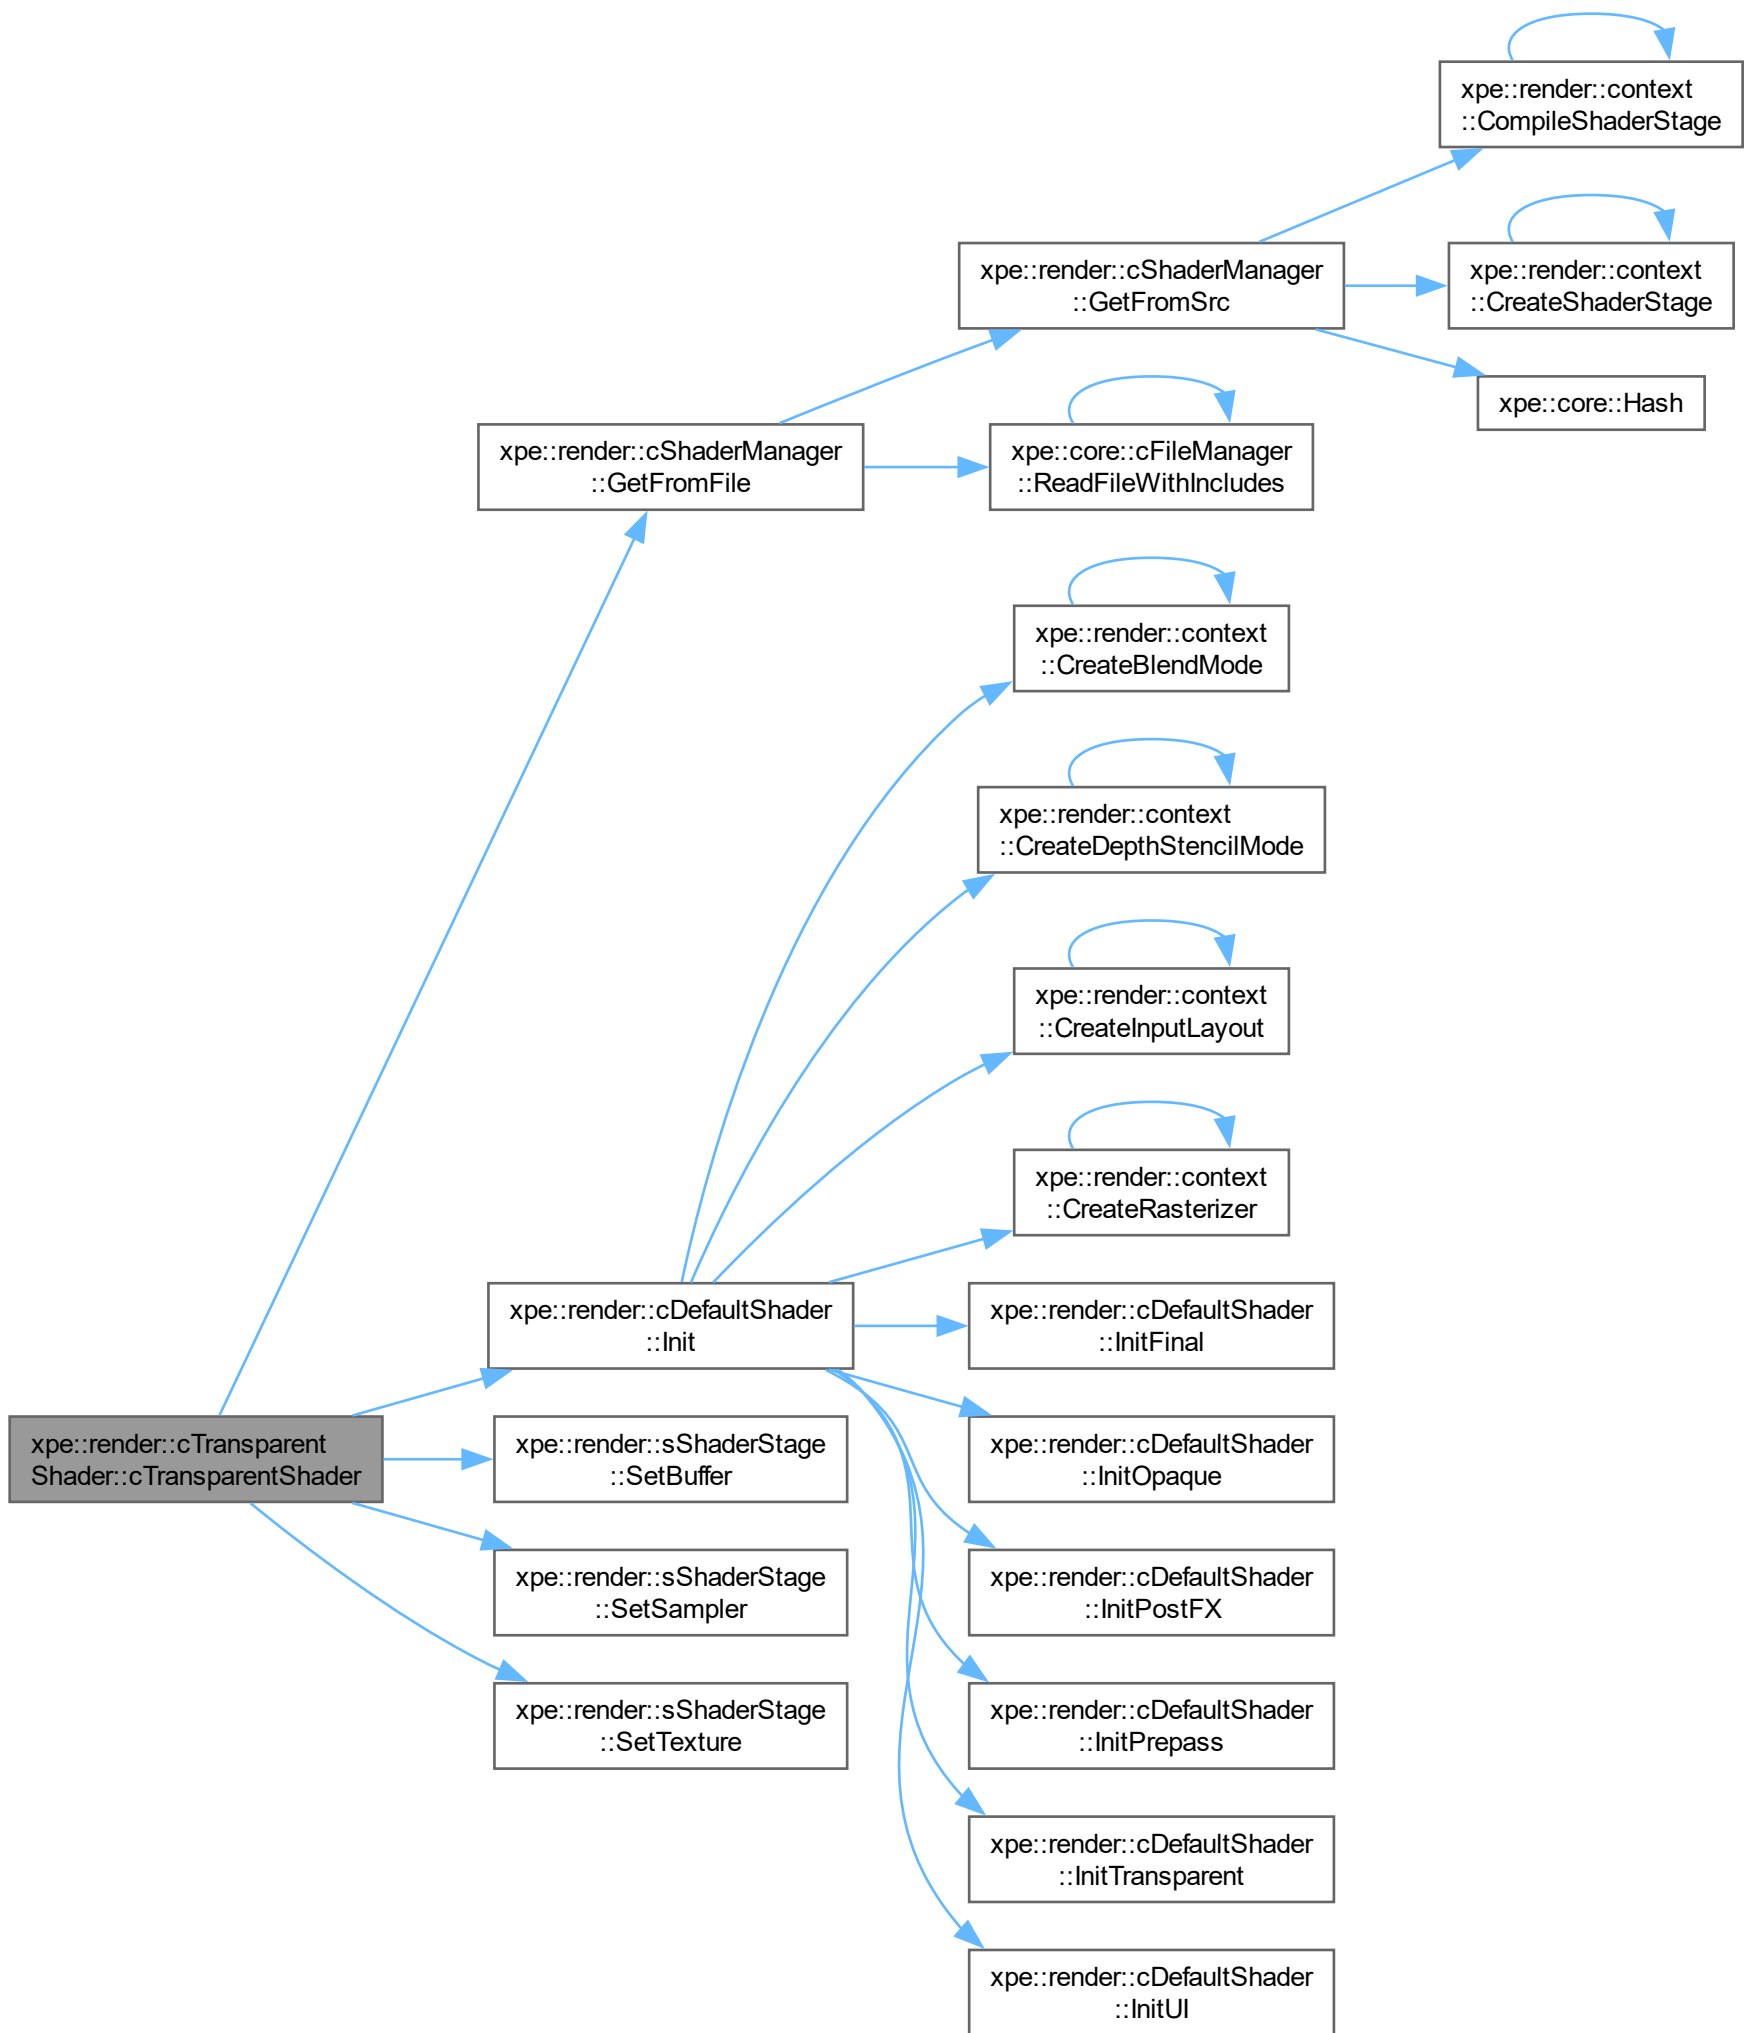 xpe::render::context
::CompileShaderStage
xpe::render::cShaderManager
::GetFromSrc
xpe::render::context
::CreateShaderStage
xpe::core::Hash
xpe::render::cShaderManager
::GetFromFile
xpe::core::cFileManager
::ReadFileWithIncludes
xpe::render::context
::CreateBlendMode
xpe::render::context
::CreateDepthStencilMode
xpe::render::context
::CreateInputLayout
xpe::render::context
::CreateRasterizer
xpe::render::cDefaultShader
::Init
xpe::render::cDefaultShader
::InitFinal
xpe::render::cTransparent
Shader::cTransparentShader
xpe::render::sShaderStage
::SetBuffer
xpe::render::cDefaultShader
::InitOpaque
xpe::render::sShaderStage
::SetSampler
xpe::render::cDefaultShader
::InitPostFX
xpe::render::sShaderStage
::SetTexture
xpe::render::cDefaultShader
::InitPrepass
xpe::render::cDefaultShader
::InitTransparent
xpe::render::cDefaultShader
::InitUI